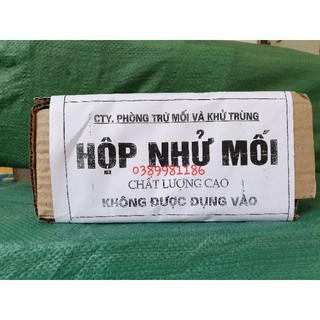 CTY. PHÒNG TRỪ MỐI VÀ KHỬ TRÙNG
HỘP NHỬ MỐI
0389981186
CHẤT LƯỢNG CAO
KHÔNG ĐƯỢC ĐỤNG VÀO